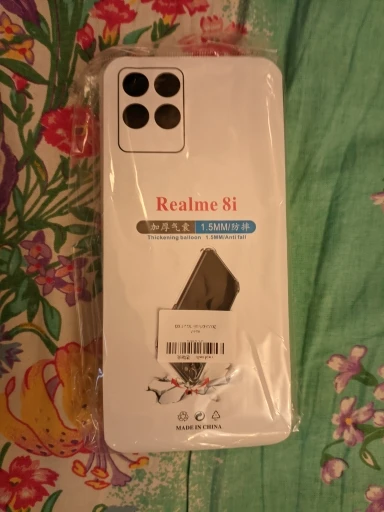 Realme 8i
加厚气囊 1.5MM/防摔
Thickening balloon 1.5MM/Anti fall
MADE IN CHINA